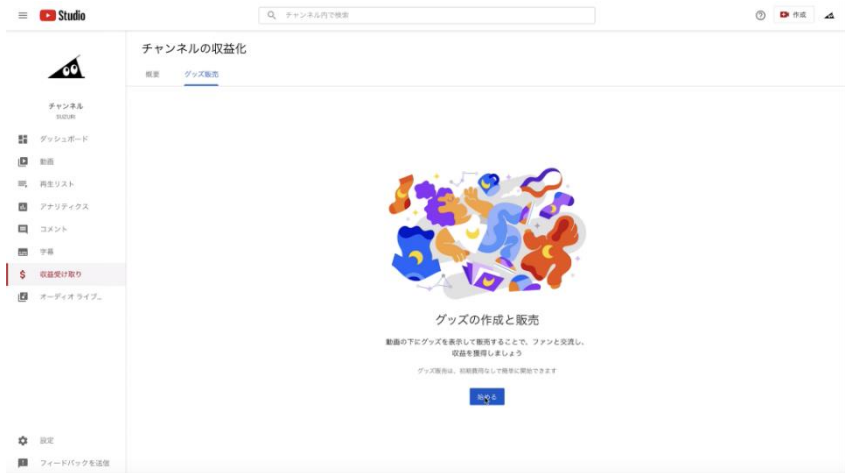 Studio
チャンネル内で検索
作成
チャンネル
SUZURI
ダッシュボード
動画
再生リスト
アナリティクス
コメント
字幕
収益受け取り
オーディオ ライブ...
設定
フィードバックを送信
チャンネルの収益化
概要
グッズ販売
グッズの作成と販売
動画の下にグッズを表示して販売することで、ファンと交流し、
収益を獲得しましょう
グッズ販売は、初期費用なしで簡単に開始できます
始める